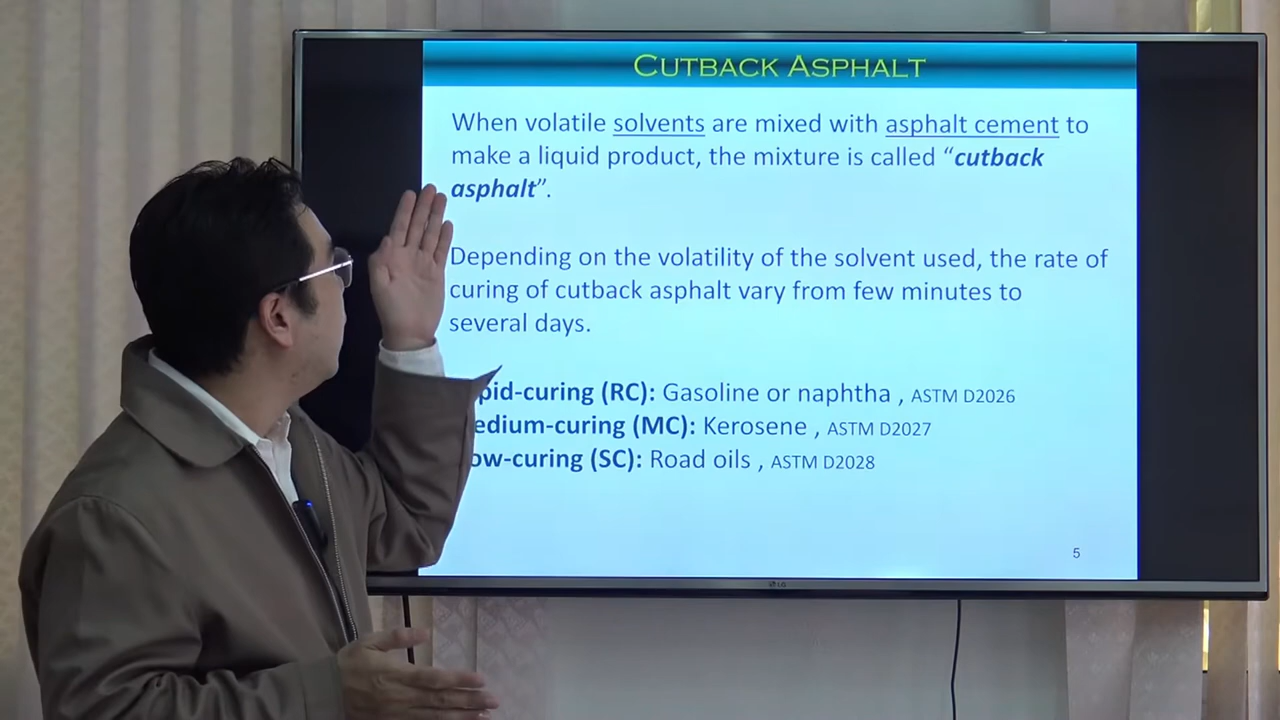 CUTBACK ASPHALT
When volatile solvents are mixed with asphalt cement to
make a liquid product, the mixture is called “cutback
asphalt”.
Depending on the volatility of the solvent used, the rate of
curing of cutback asphalt vary from few minutes to
several days.
pid-curing (RC): Gasoline or naphtha , ASTM D2026
edium-curing (MC): Kerosene , ASTM D2027
ow-curing (SC): Road oils , ASTM D2028
5
LG